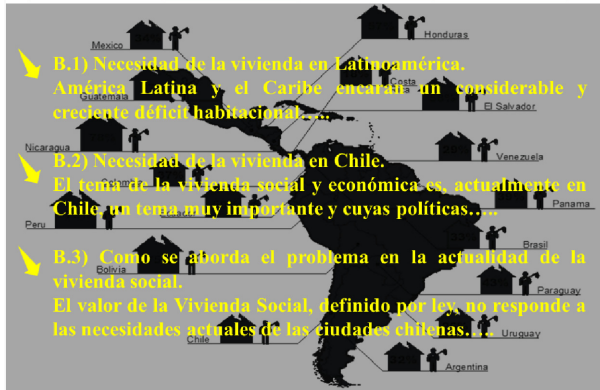 Honduras
Mexico
B.1) Necesidad de la vivienda en Latinoamérica.
América Latina y el Caribe encaran un considerable y
creciente déficit habitacional…..
Costa
Guatemala
El Salvador
Nicaragua
B.2) Necesidad de la vivienda en Chile.
Venezuela
El tema de la vivienda social y económica es, actualmente en
Chile, un tema muy importante y cuyas políticas…..
Panama
Peru
Brasil
B.3) Como se aborda el problema en la actualidad de la
vivienda social.
Bolivia
Paraguay
El valor de la Vivienda Social, definido por ley, no responde a
las necesidades actuales de las ciudades chilenas…..
Uruguay
Chile
Argentina